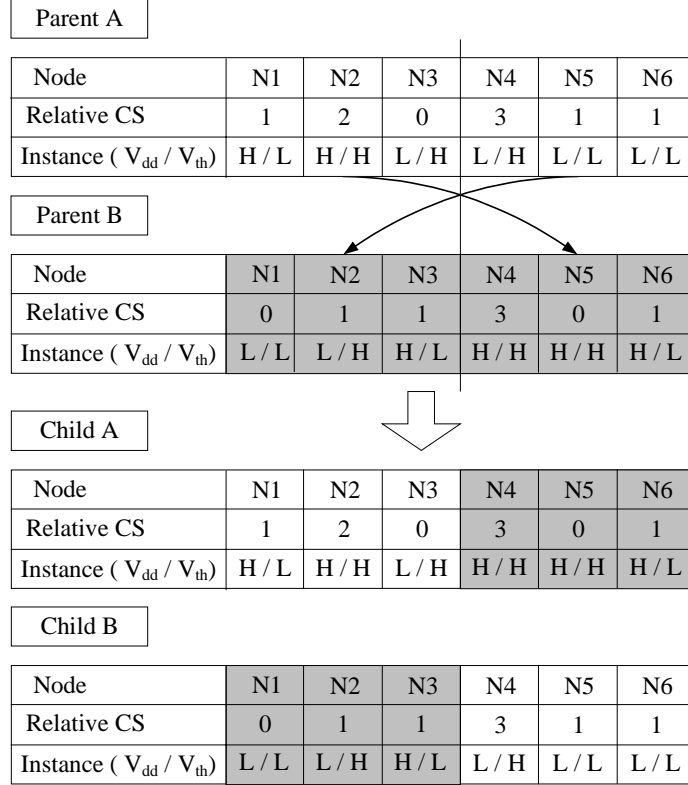 Parent A
Node N1 N2 N3 N4 N5 N6
Relative CS 1 2 0 3 1 1
Instance ( Vdd / Vth) H / L H / H L / H L / H L / L L / L
Parent B
Node N1 N2 N3 N4 N5 N6
Relative CS 0 1 1 3 0 1
Instance ( Vdd / Vth) L / L L / H H / L H / H H / H H / L
Child A
Node N1 N2 N3 N4 N5 N6
Relative CS 1 2 0 3 0 1
Instance ( Vdd / Vth) H / L H / H L / H H / H H / H H / L
Child B
Node N1 N2 N3 N4 N5 N6
Relative CS 0 1 1 3 1 1
Instance ( Vdd / Vth) L / L L / H H / L L / H L / L L / L